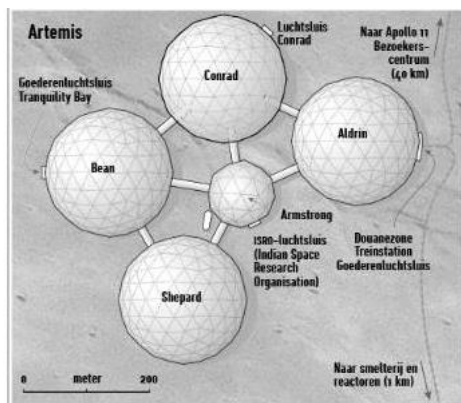 Artemis
Luchtsluis
Conrad
Naar Apollo 11
Bezoekers-
centrum
(40 km)
Conrad
Goederenluchtsluis
Tranquility Bay
Aldrin
Bean
Armstrong
ISRO-luchtsluis
(Indian Space
Research
Organisation)
Douanezone
Treinstation
Goederenluchtsluis
Shepard
Naar smelterij en
reactoren (1 km)
0 meter 200